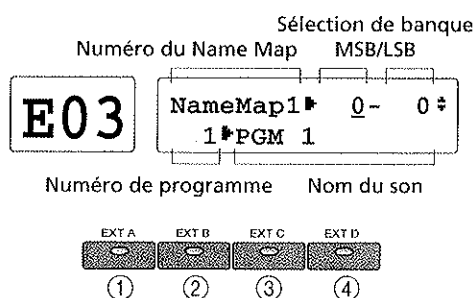 Sélection de banque
Numéro du Name Map MSB/LSB
E03
NameMap1 0- 0
1 PGM 1
Numéro de programme Nom du son
EXT A EXT B EXT C EXT D
① ② ③ ④